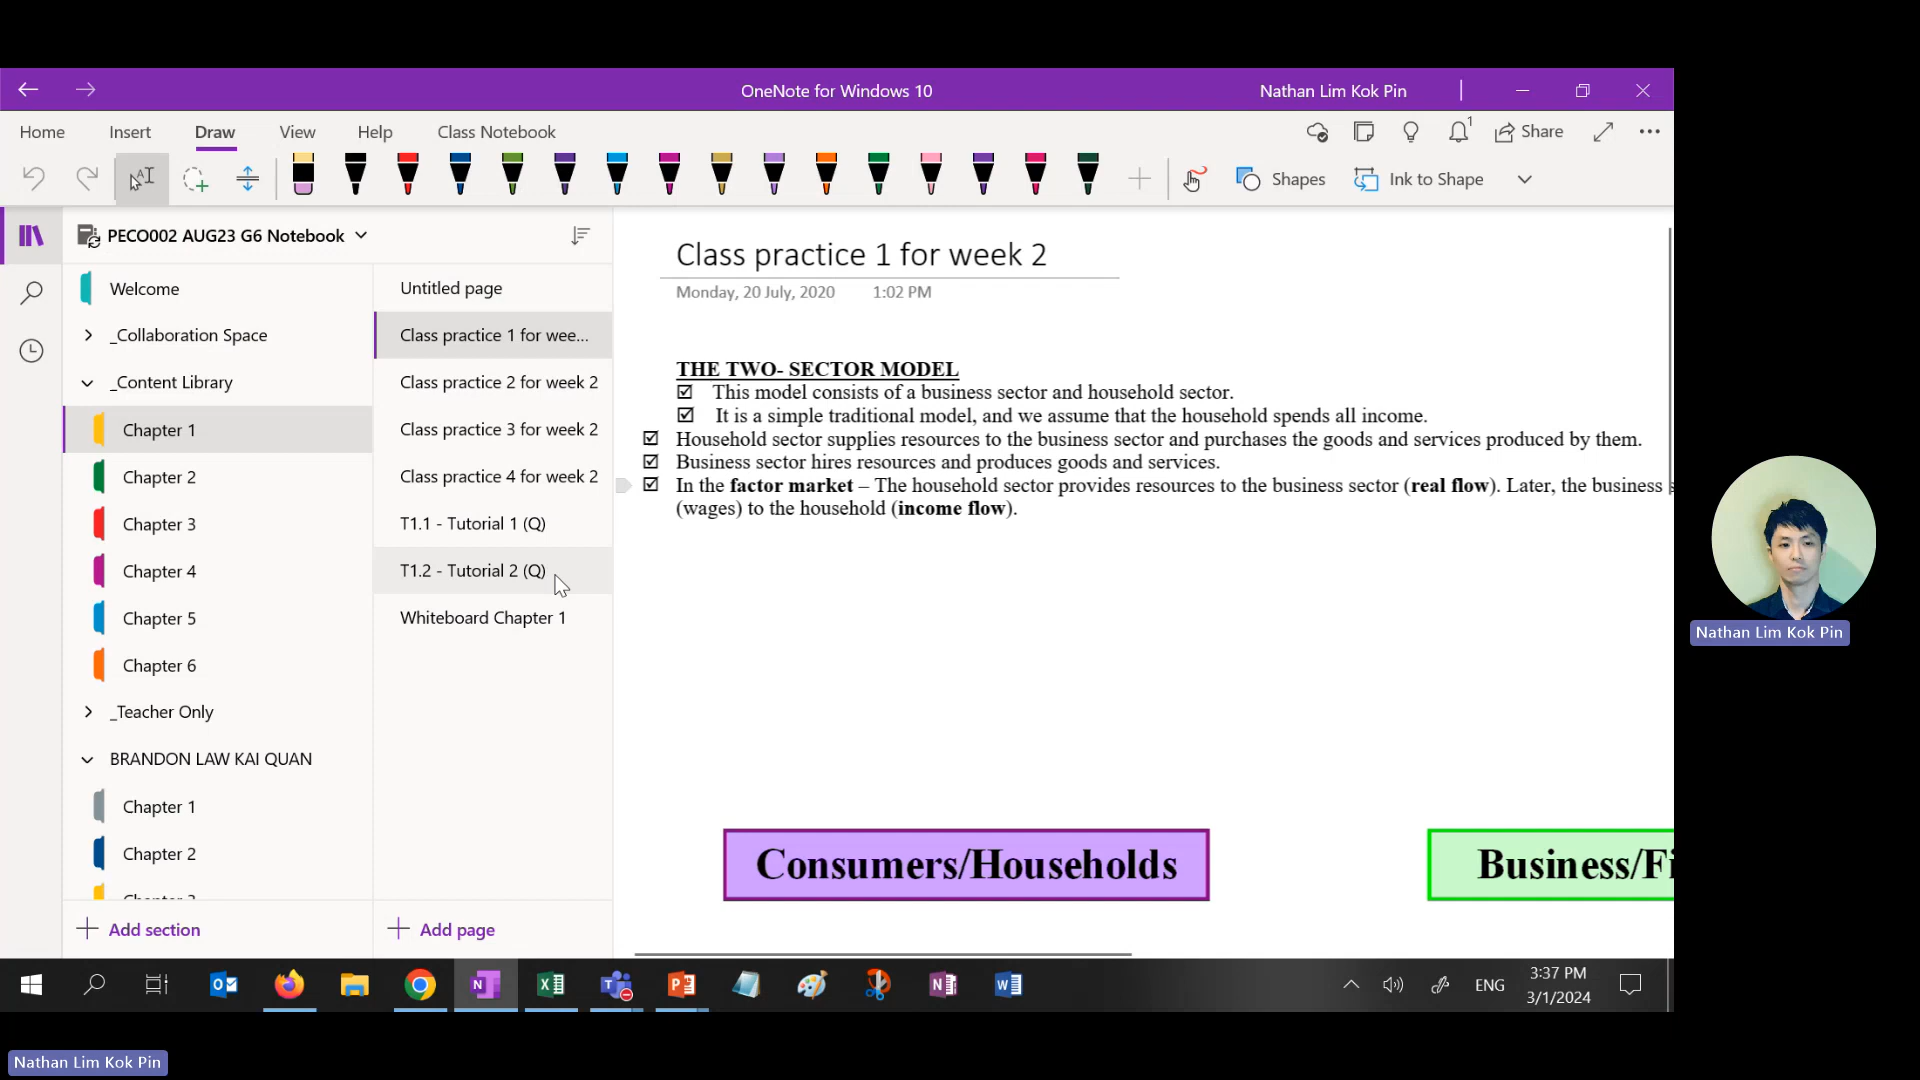 OneNote for Windows 10
Nathan Lim Kok Pin
Home Insert Draw View Help Class Notebook
1
Share
Shapes
Ink to Shape
PECO002 AUG23 G6 Notebook
Welcome
_Collaboration Space
_Content Library
Chapter 1
Chapter 2
Chapter 3
Chapter 4
Chapter 5
Chapter 6
_Teacher Only
BRANDON LAW KAI QUAN
Chapter 1
Chapter 2
Add section
Untitled page
Class practice 1 for wee...
Class practice 2 for week 2
Class practice 3 for week 2
Class practice 4 for week 2
T1.1 - Tutorial 1 (Q)
T1.2 - Tutorial 2 (Q)
Whiteboard Chapter 1
Add page
Class practice 1 for week 2
Monday, 20 July, 2020 1:02 PM
THE TWO- SECTOR MODEL
This model consists of a business sector and household sector.
It is a simple traditional model, and we assume that the household spends all income.
Household sector supplies resources to the business sector and purchases the goods and services produced by them.
Business sector hires resources and produces goods and services.
In the factor market – The household sector provides resources to the business sector (real flow). Later, the business
(wages) to the household (income flow).
Consumers/Households
Business/Fi
ENG
3:37 PM
3/1/2024
Nathan Lim Kok Pin
Nathan Lim Kok Pin